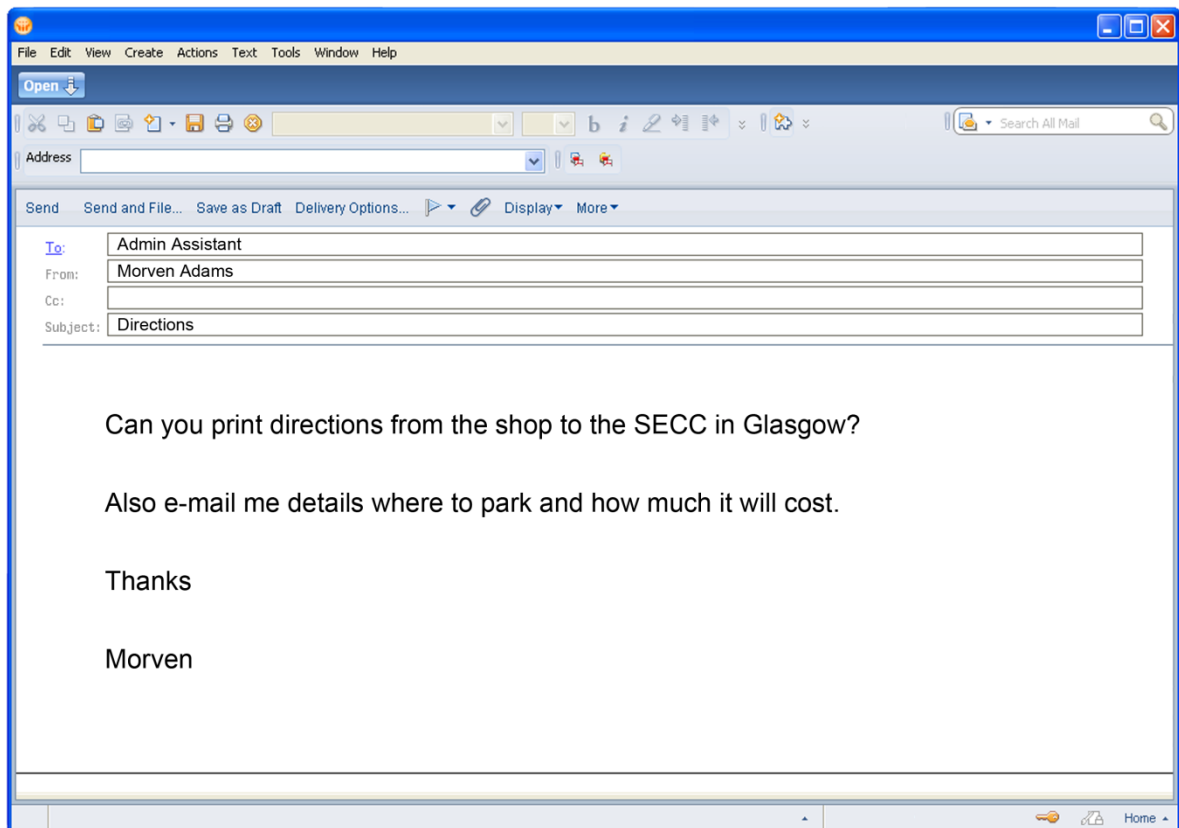 File Edit View Create Actions Text Tools Window Help
Open
b i Search All Mail
Address
Send Send and File... Save as Draft Delivery Options... Display More
To: Admin Assistant
From: Morven Adams
Cc:
Subject: Directions
Can you print directions from the shop to the SECC in Glasgow?
Also e-mail me details where to park and how much it will cost.
Thanks
Morven
Home